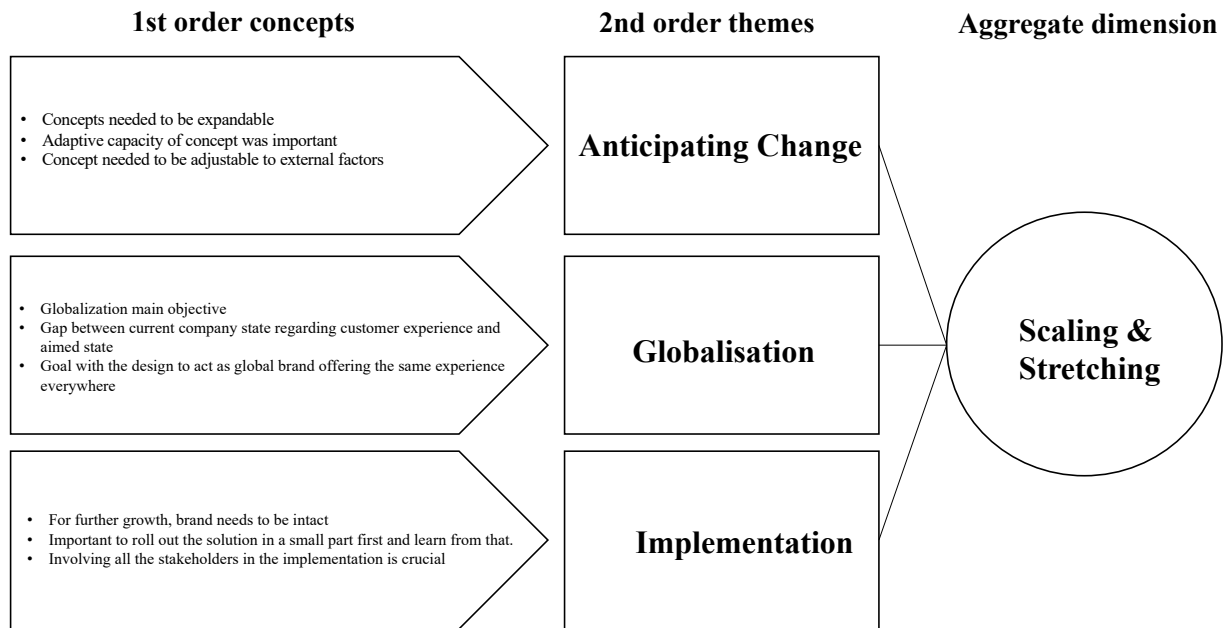 1st order concepts
2nd order themes
Aggregate dimension
• Concepts needed to be expandable
• Adaptive capacity of concept was important
• Concept needed to be adjustable to external factors
Anticipating Change
• Globalization main objective
• Gap between current company state regarding customer experience and
aimed state
• Goal with the design to act as global brand offering the same experience
everywhere
Globalisation
Scaling &
Stretching
• For further growth, brand needs to be intact
• Important to roll out the solution in a small part first and learn from that.
• Involving all the stakeholders in the implementation is crucial
Implementation